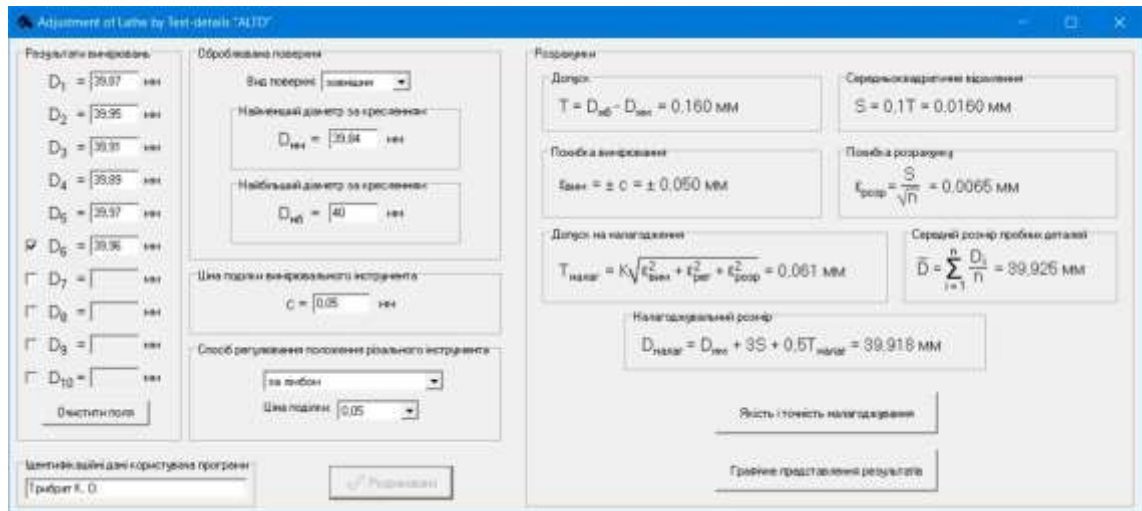 Adjustment of Lathe by Test-details "ALTD"
Результати вимірювань
D1 = 39,87 мм
D2 = 39,95 мм
D3 = 39,91 мм
D4 = 39,89 мм
D5 = 39,97 мм
D6 = 39,96 мм
D7 = мм
D8 = мм
D9 = мм
D10 = мм
Очистити поля
Оброблювана поверхня
Вид поверхні: зовнішня
Найменший діаметр за кресленням
Dнм = 39,84 мм
Найбільший діаметр за кресленням
Dнб = 40 мм
Ціна поділки вимірювального інструмента
c = 0,05 мм
Спосіб регулювання положення різального інструмента
за лімбом
Ціна поділки: 0,05
Ідентифікаційні дані користувача програми
Трибрат К. О.
Розрахувати
Розрахунки
Допуск
T = Dнб - Dнм = 0.160 мм
Середньоквадратичне відхилення
S = 0,1T = 0.0160 мм
Похибка вимірювання
εвим = ± c = ± 0.050 мм
Похибка розрахунку
εрозр = S/√n = 0.0065 мм
Допуск на налагодження
Tналаг = K√(ε²вим + ε²рег + ε²розр) = 0.061 мм
Середній розмір пробних деталей
D̅ = Σ Di/n = 39,925 мм
n
i = 1
Налагоджувальний розмір
Dналаг = Dнм + 3S + 0,5Tналаг = 39.918 мм
Якість і точність налагоджування
Графічне представлення результатів